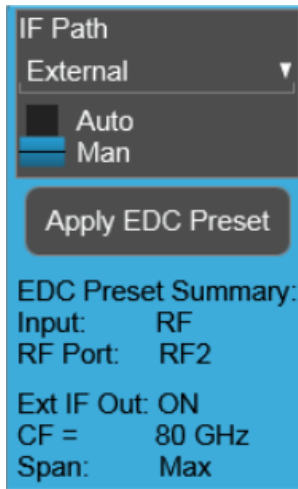 IF Path
External
Auto
Man
Apply EDC Preset
EDC Preset Summary:
Input: RF
RF Port: RF2
Ext IF Out: ON
CF = 80 GHz
Span: Max